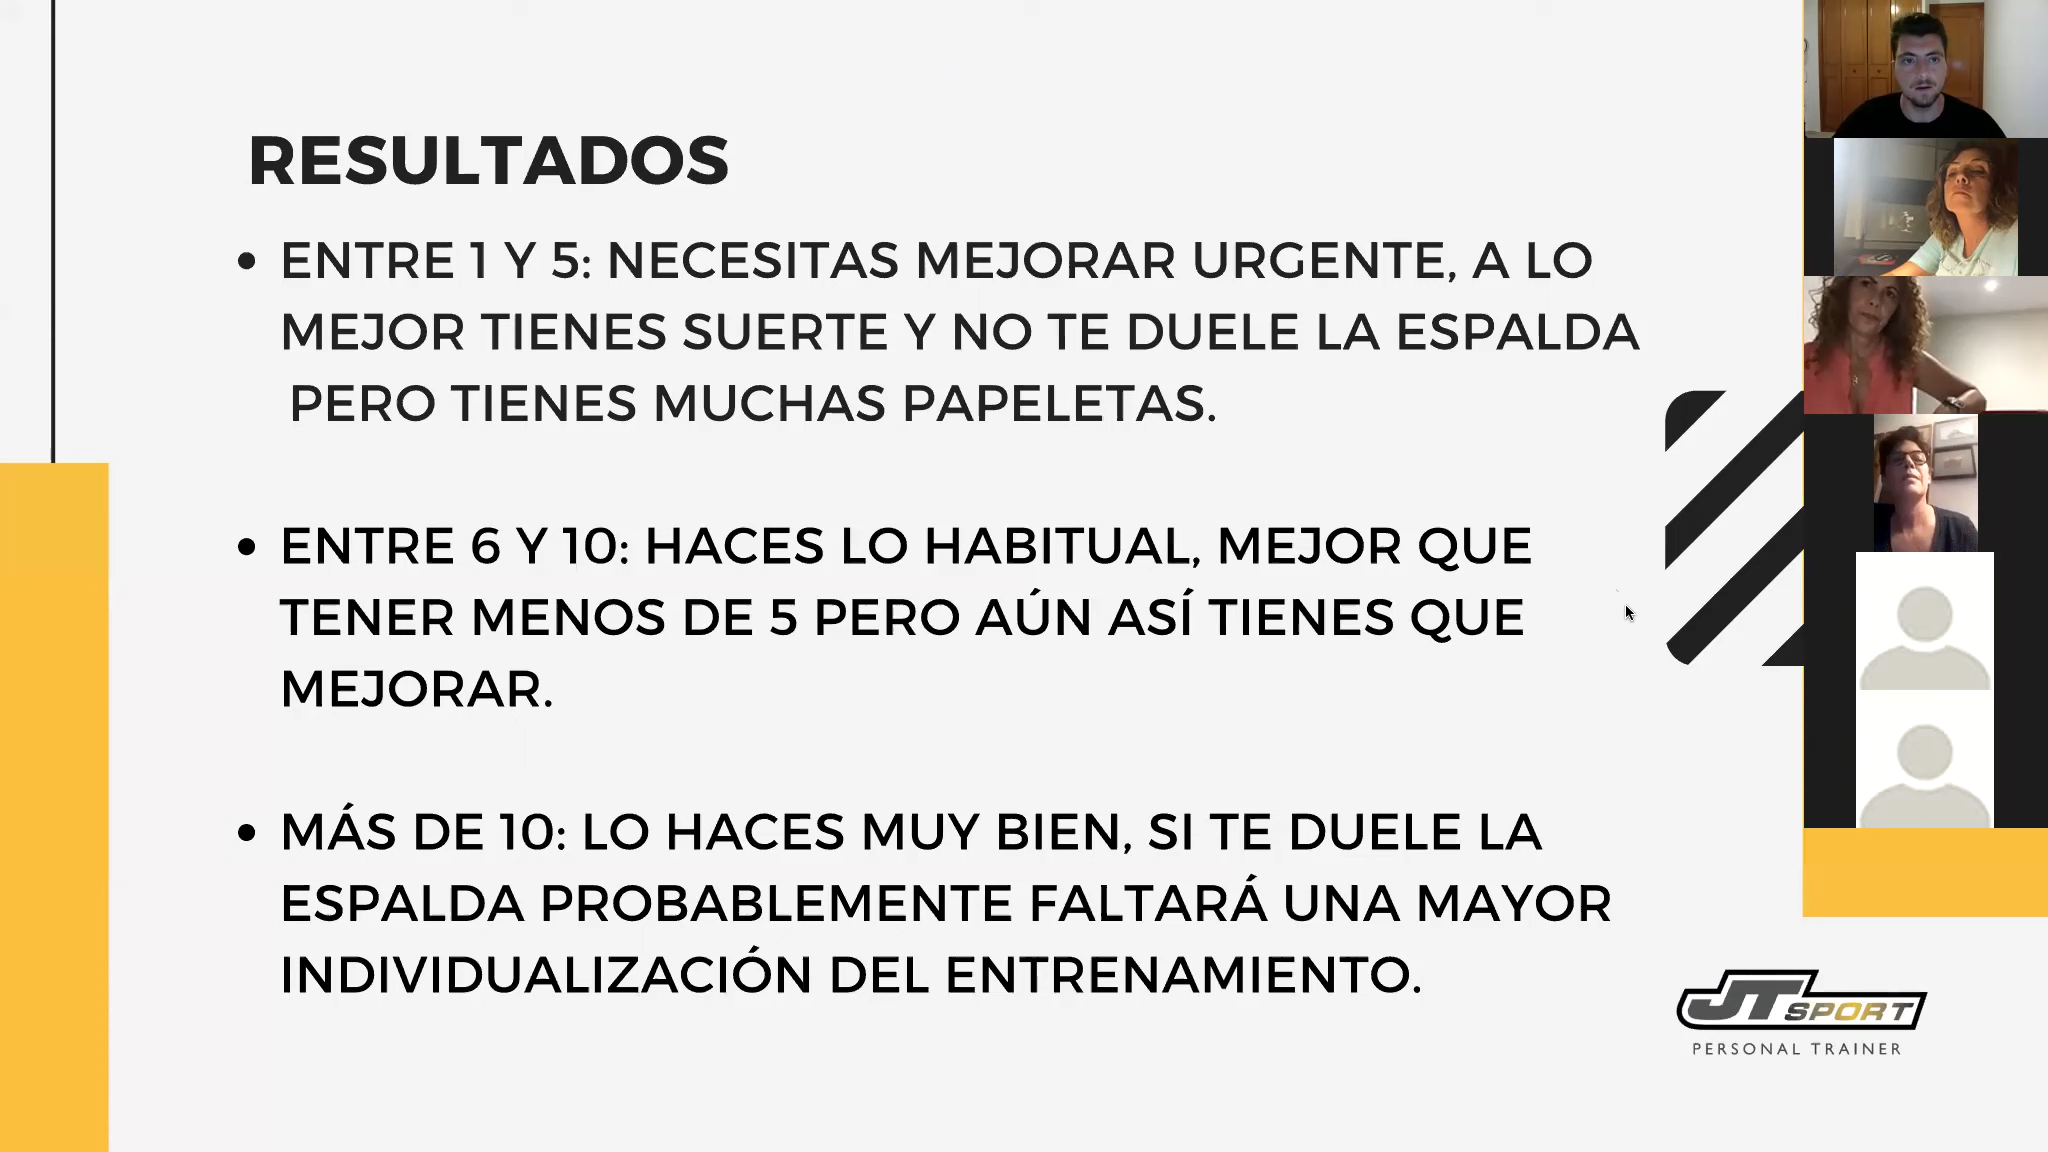 RESULTADOS
• ENTRE 1 Y 5: NECESITAS MEJORAR URGENTE, A LO
MEJOR TIENES SUERTE Y NO TE DUELE LA ESPALDA
PERO TIENES MUCHAS PAPELETAS.
• ENTRE 6 Y 10: HACES LO HABITUAL, MEJOR QUE
TENER MENOS DE 5 PERO AÚN ASÍ TIENES QUE
MEJORAR.
• MÁS DE 10: LO HACES MUY BIEN, SI TE DUELE LA
ESPALDA PROBABLEMENTE FALTARÁ UNA MAYOR
INDIVIDUALIZACIÓN DEL ENTRENAMIENTO.
JT SPORT
PERSONAL TRAINER